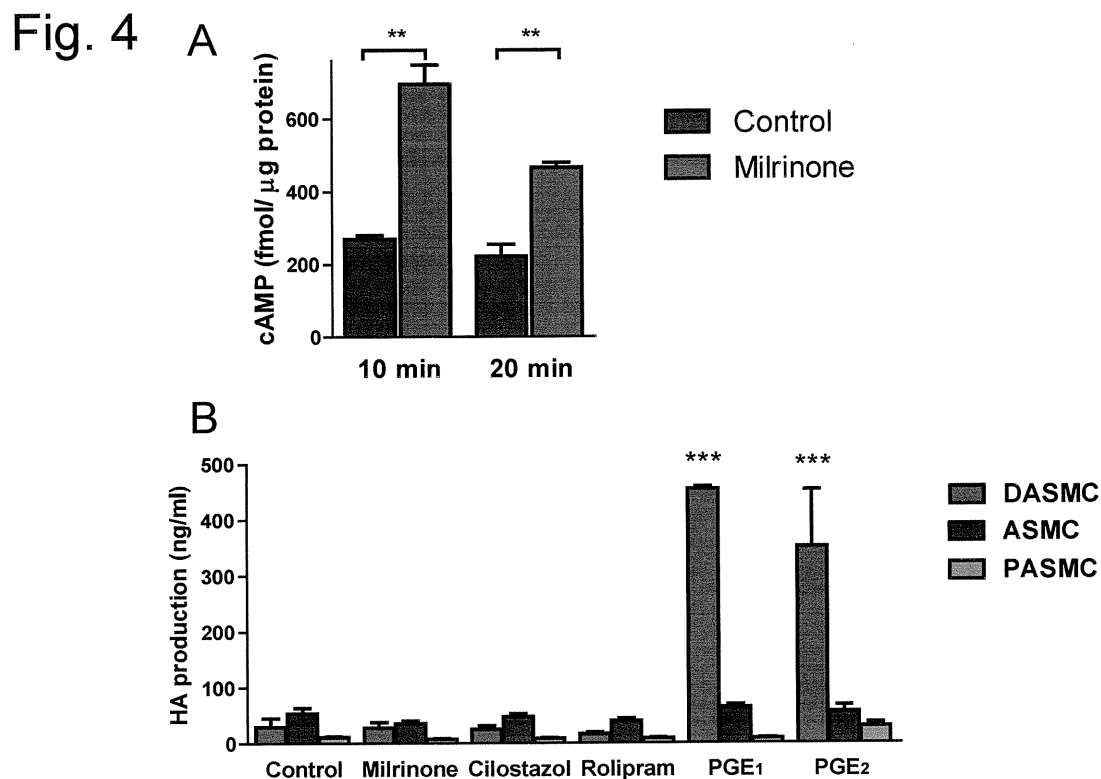 Fig. 4
A
** **
cAMP (fmol/ µg protein)
600
400
200
0
10 min 20 min
Control
Milrinone
B
HA production (ng/ml)
500
400
300
200
100
0
*** ***
Control Milrinone Cilostazol Rolipram PGE1 PGE2
DASMC
ASMC
PASMC